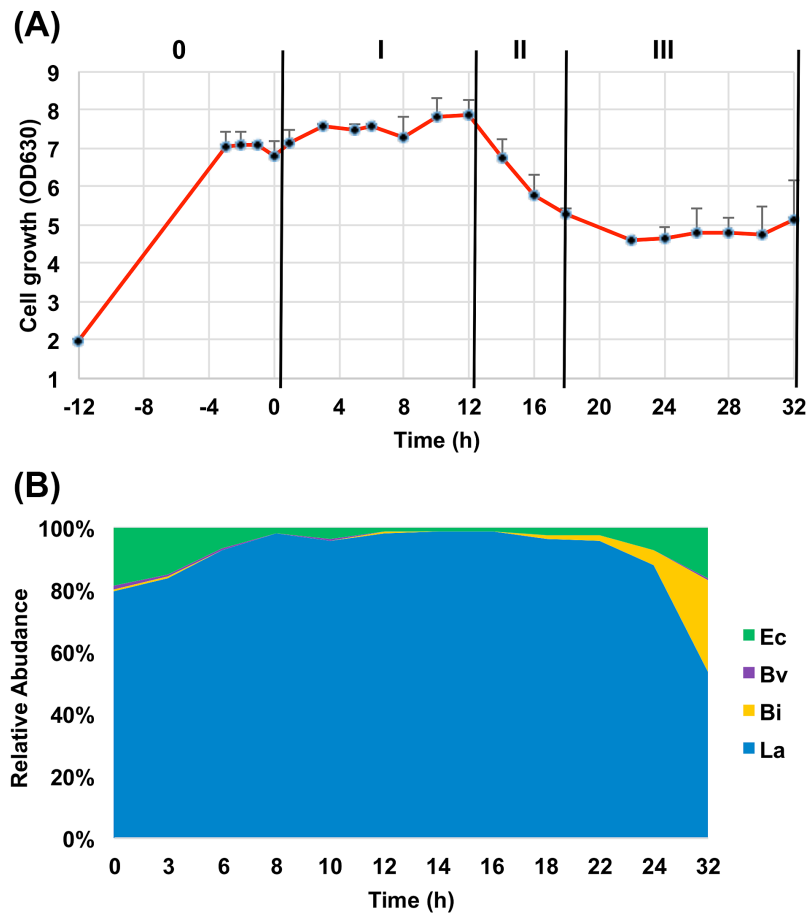 (A)
0 I II III
9
8
7
6
5
4
3
2
1
Cell growth (OD630)
-12 -8 -4 0 4 8 12 16 20 24 28 32
Time (h)
(B)
100%
80%
60%
40%
20%
0%
Relative Abudance
Ec
Bv
Bi
La
0 3 6 8 10 12 14 16 18 22 24 32
Time (h)